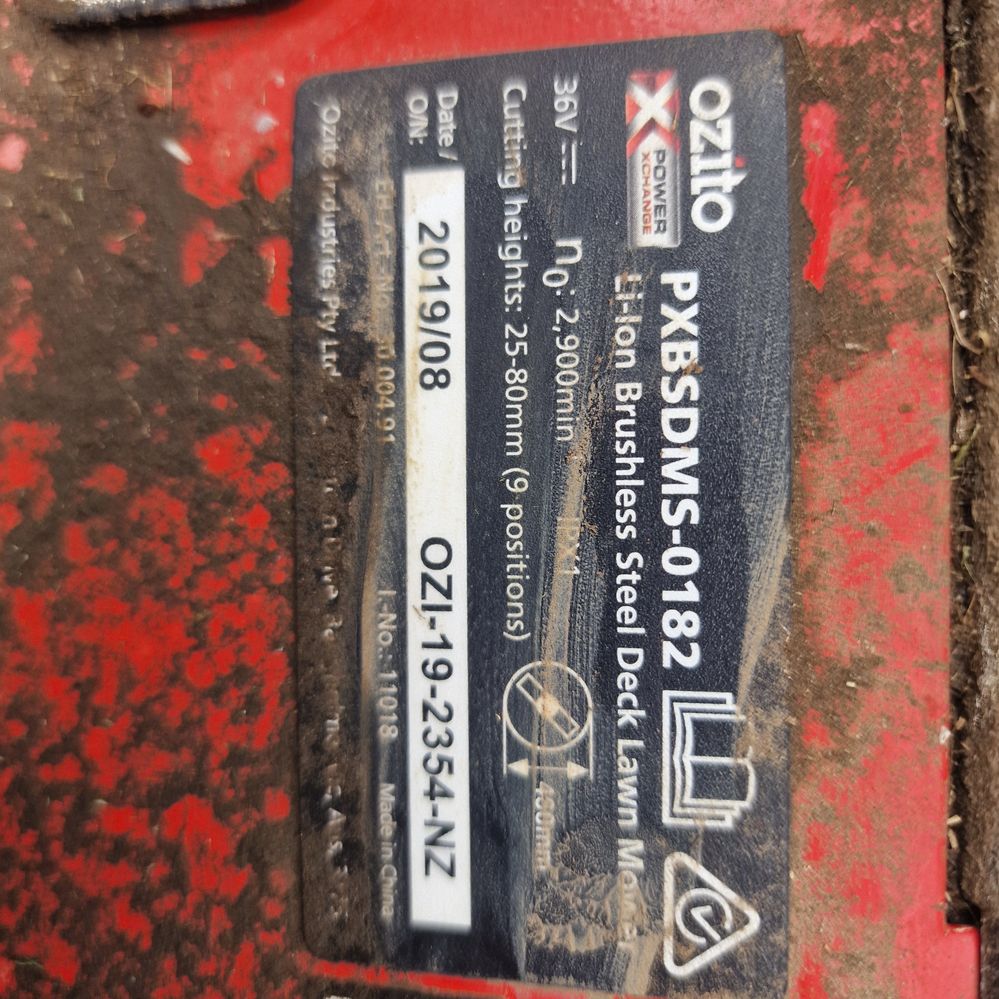 ozito
X POWER
XCHANGE
PXBSDMS-0182
Li-Ion Brushless Steel Deck Lawn Mower
36V n0: 2,900min IPX1
Cutting heights: 25-80mm (9 positions)
Date/
O/N: 2019/08 OZI-19-2354-NZ
I-No.:11018 Made in China
Ozito Industries Pty Ltd